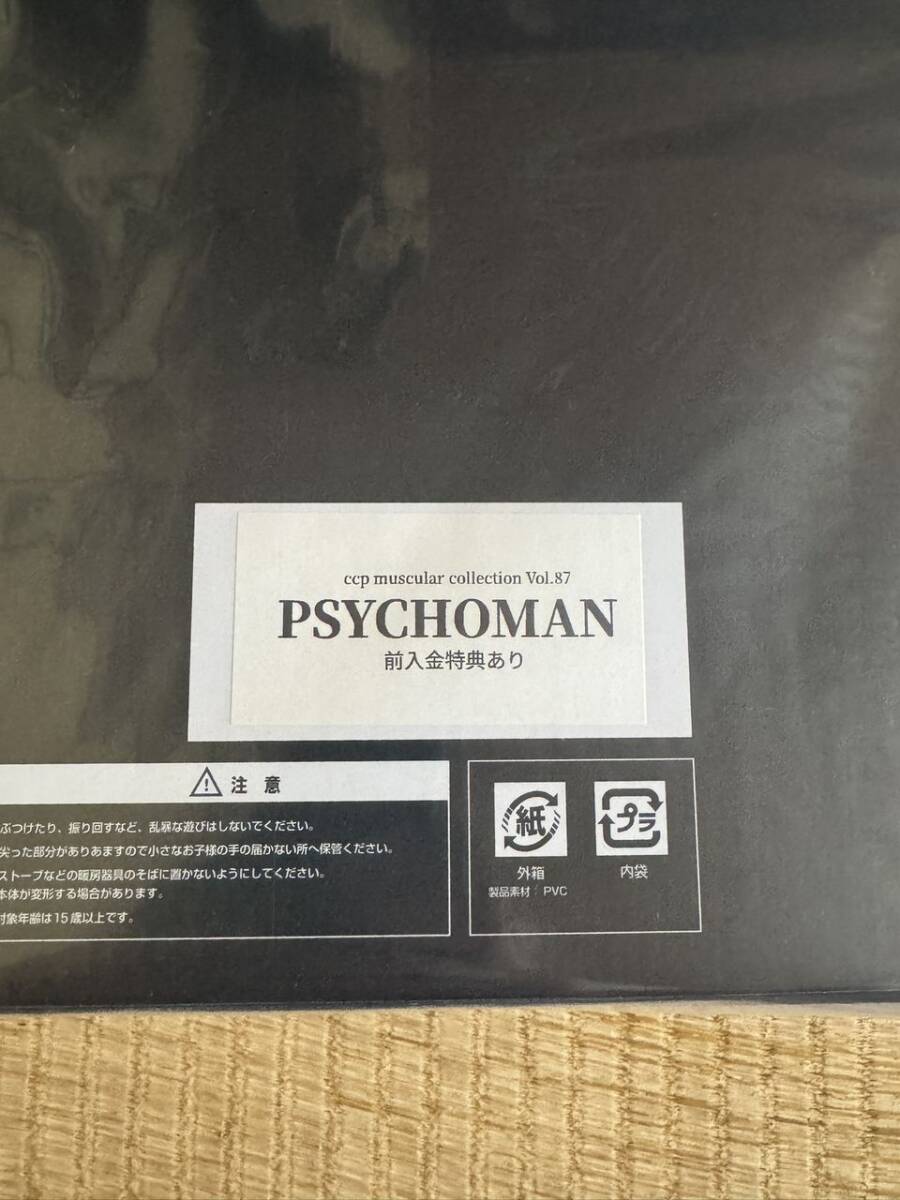 ccp muscular collection Vol.87
PSYCHOMAN
前入金特典あり
注 意
ぶつけたり、振り回すなど、乱暴な遊びはしないでください。
尖った部分がありあますので小さなお子様の手の届かない所へ保管ください。
ストーブなどの暖房器具のそばに置かないようにしてください。
本体が変形する場合があります。
対象年齢は15歳以上です。
紙
外箱
製品素材：PVC
プラ
内袋